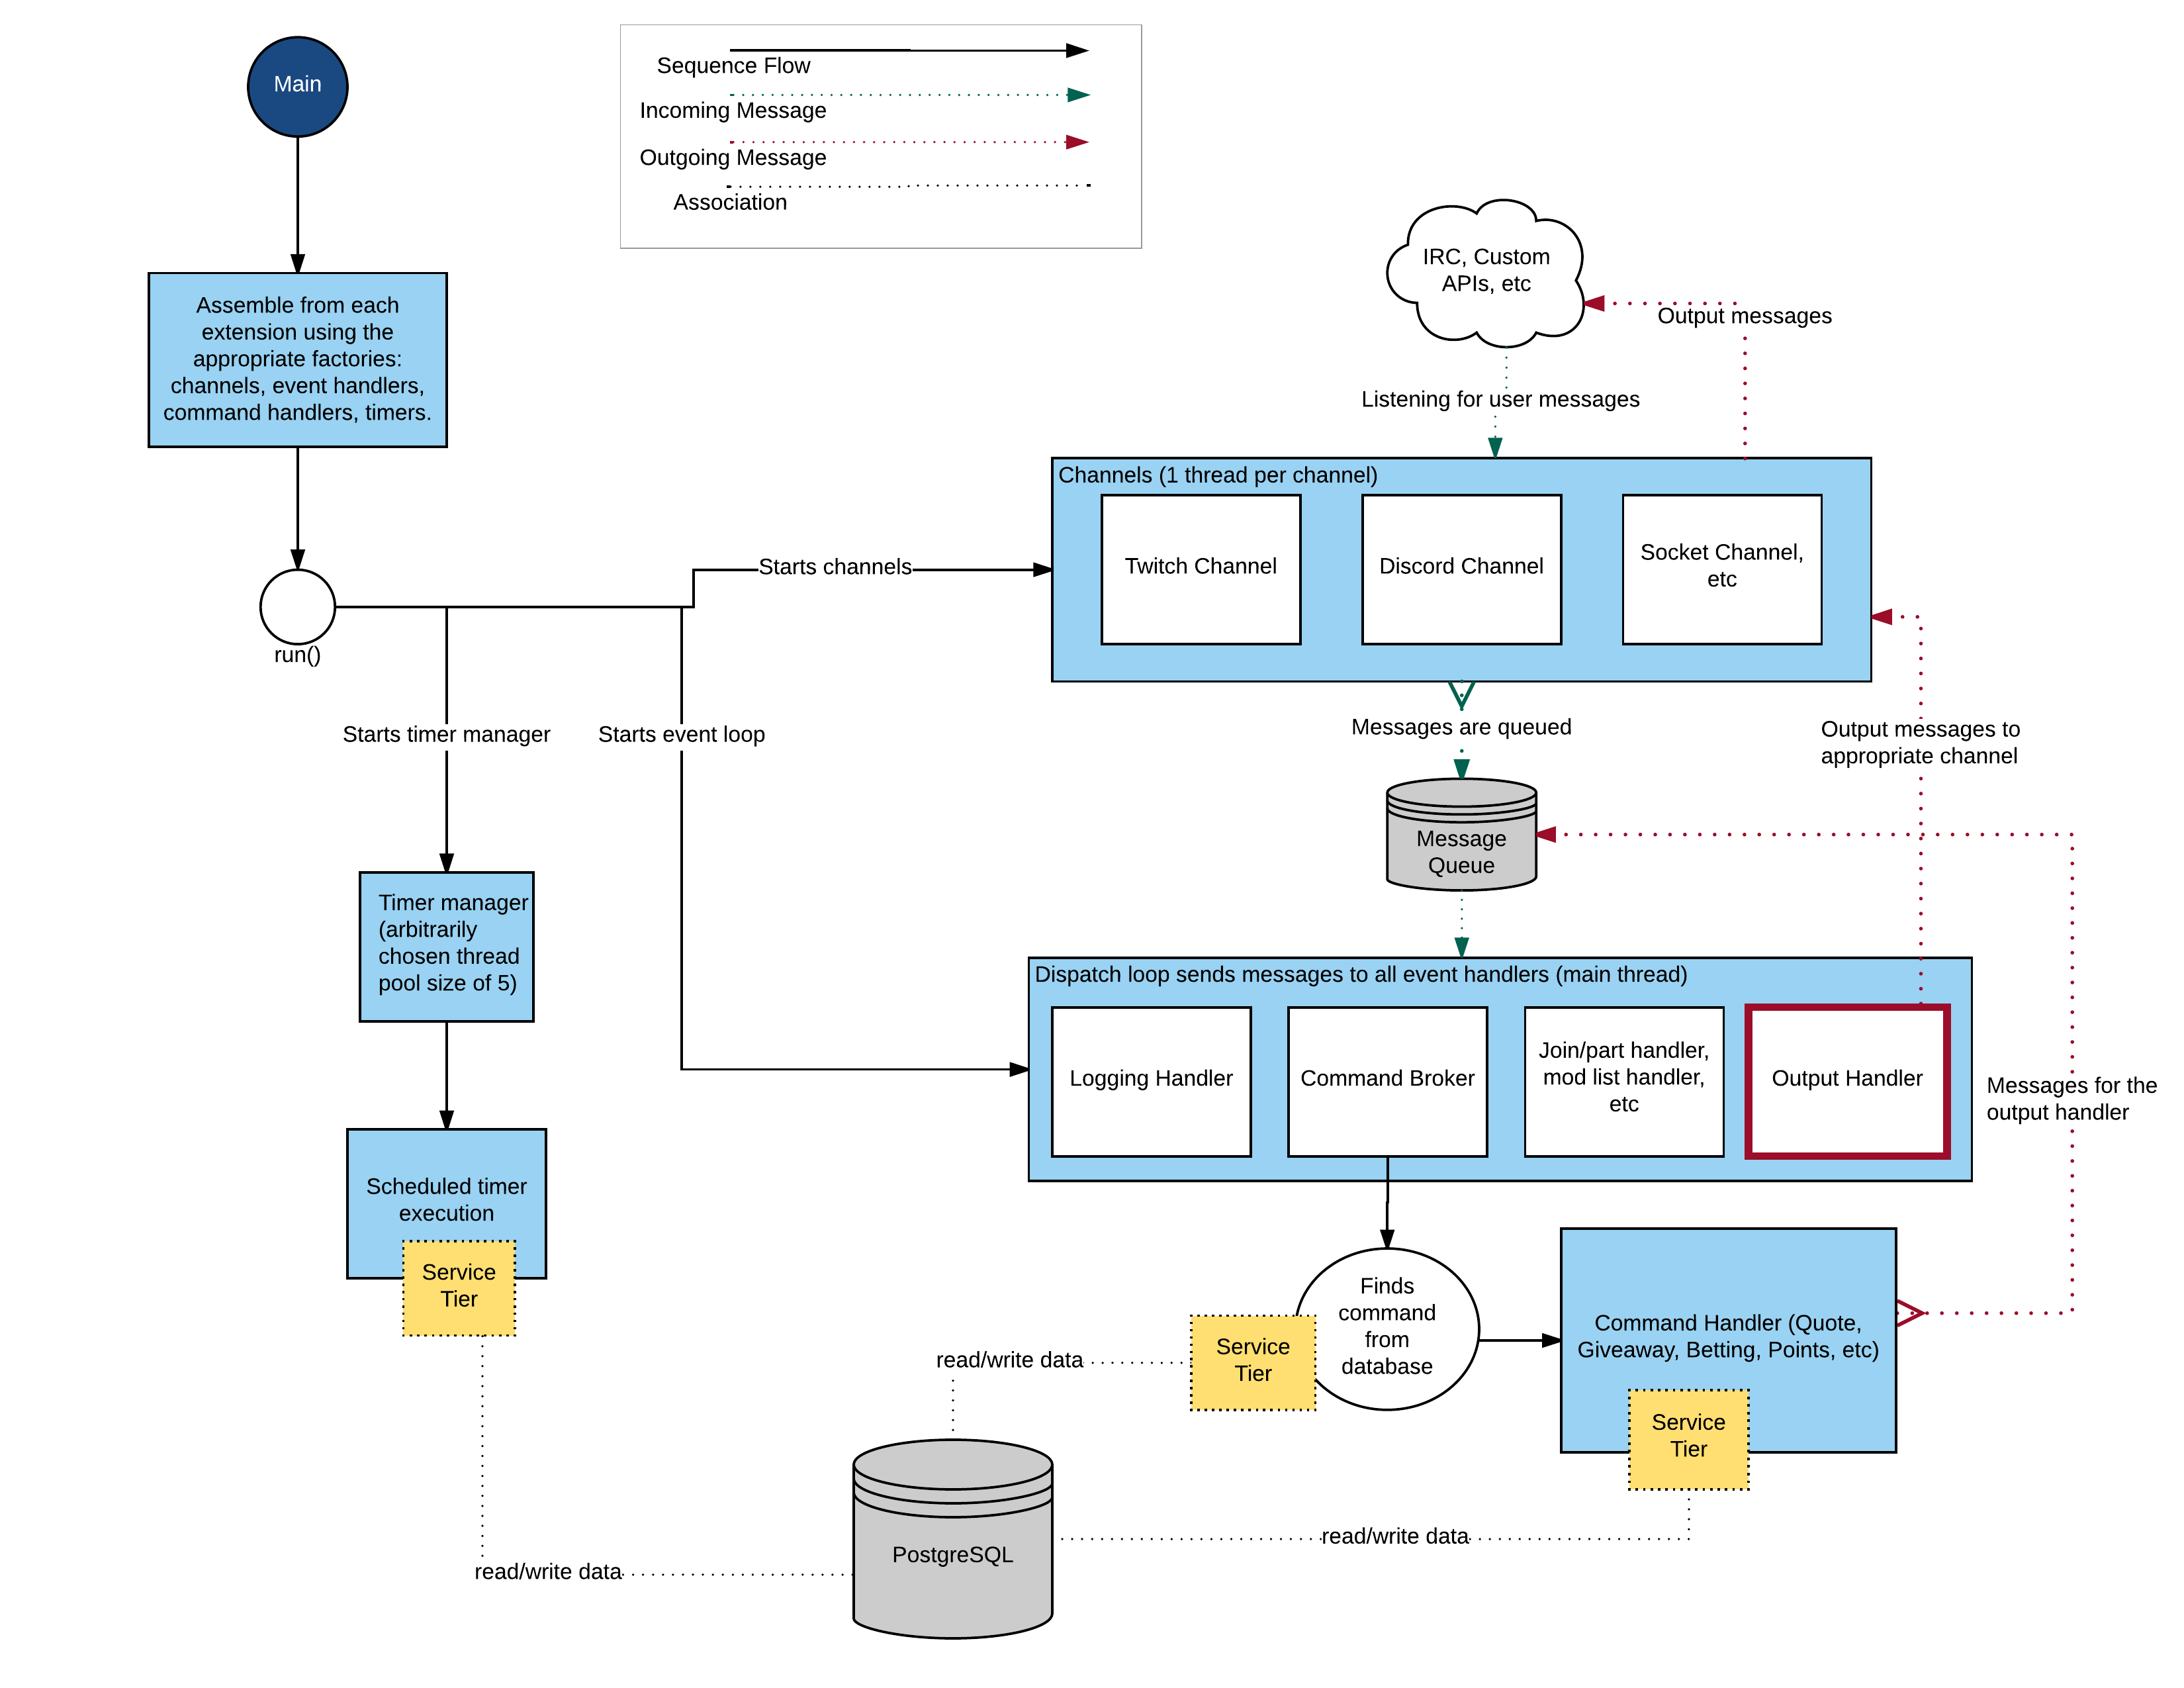 Main
Sequence Flow
Incoming Message
Outgoing Message
Association
IRC, Custom
APIs, etc
Output messages
Assemble from each
extension using the
appropriate factories:
channels, event handlers,
command handlers, timers.
Listening for user messages
Channels (1 thread per channel)
Twitch Channel
Discord Channel
Socket Channel,
etc
Starts channels
run()
Starts timer manager
Starts event loop
Messages are queued
Output messages to
appropriate channel
Message
Queue
Timer manager
(arbitrarily
chosen thread
pool size of 5)
Dispatch loop sends messages to all event handlers (main thread)
Logging Handler
Command Broker
Join/part handler,
mod list handler,
etc
Output Handler
Messages for the
output handler
Scheduled timer
execution
Service
Tier
Finds
command
from
database
Service
Tier
Command Handler (Quote,
Giveaway, Betting, Points, etc)
Service
Tier
read/write data
read/write data
PostgreSQL
read/write data